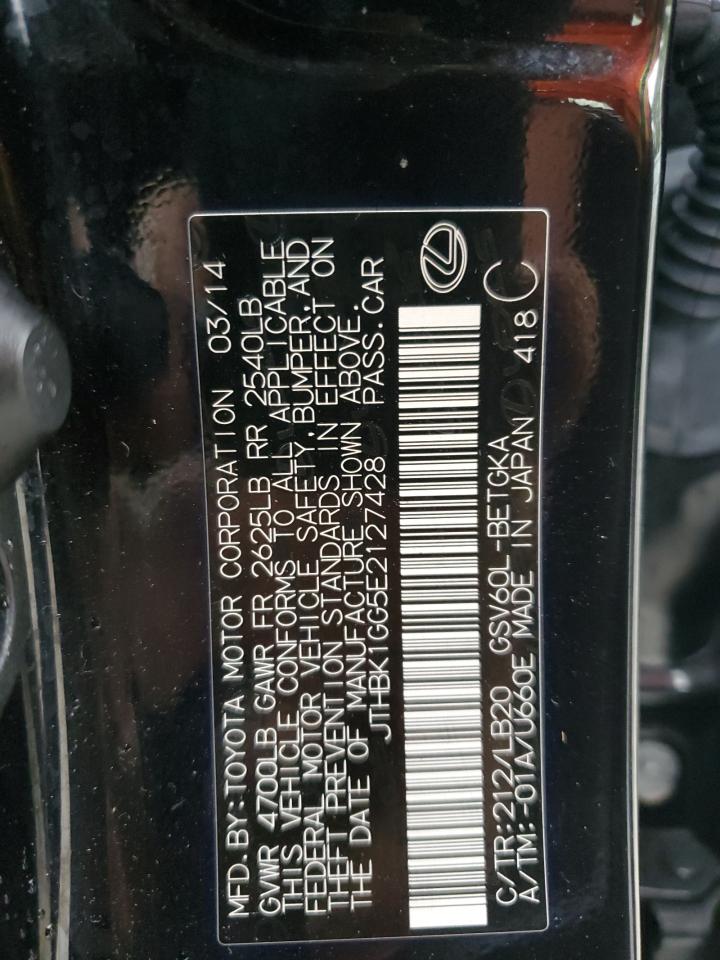 MFD.BY:TOYOTA MOTOR CORPORATION 03/14
GVWR 4700LB GAWR FR 2625LB RR 2540LB
THIS VEHICLE CONFORMS TO ALL APPLICABLE
FEDERAL MOTOR VEHICLE SAFETY,BUMPER,AND
THEFT PREVENTION STANDARDS IN EFFECT ON
THE DATE OF MANUFACTURE SHOWN ABOVE.
JTHBK1GG5E2127428 PASS.CAR
C/TR:212/LB20 GSV60L-BETGKA
A/TM:-01A/U660E MADE IN JAPAN 418 C